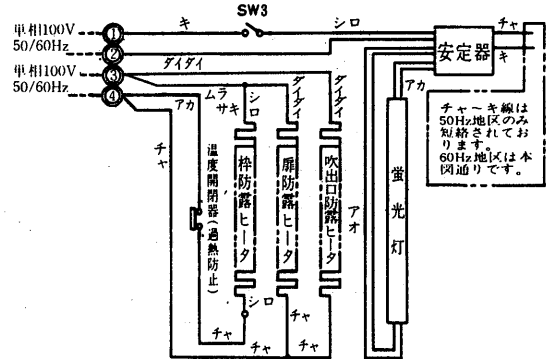 SW3
単相100V
50/60Hz
単相100V
50/60Hz
①
②
③
④
キ
シロ
ダイダイ
アカ
ムラ
サキ
シロ
ダイダイ
ダイダイ
チャ
温度開閉器(過熱防止)
枠防露ヒータ
扉防露ヒータ
吹出口防露ヒータ
アオ
シロ
チャ
チャ
チャ
安定器
チャ
キ
アカ
蛍光灯
チャーキ線は
50Hz地区のみ
短絡されてお
ります。
60Hz地区は本
図通りです。